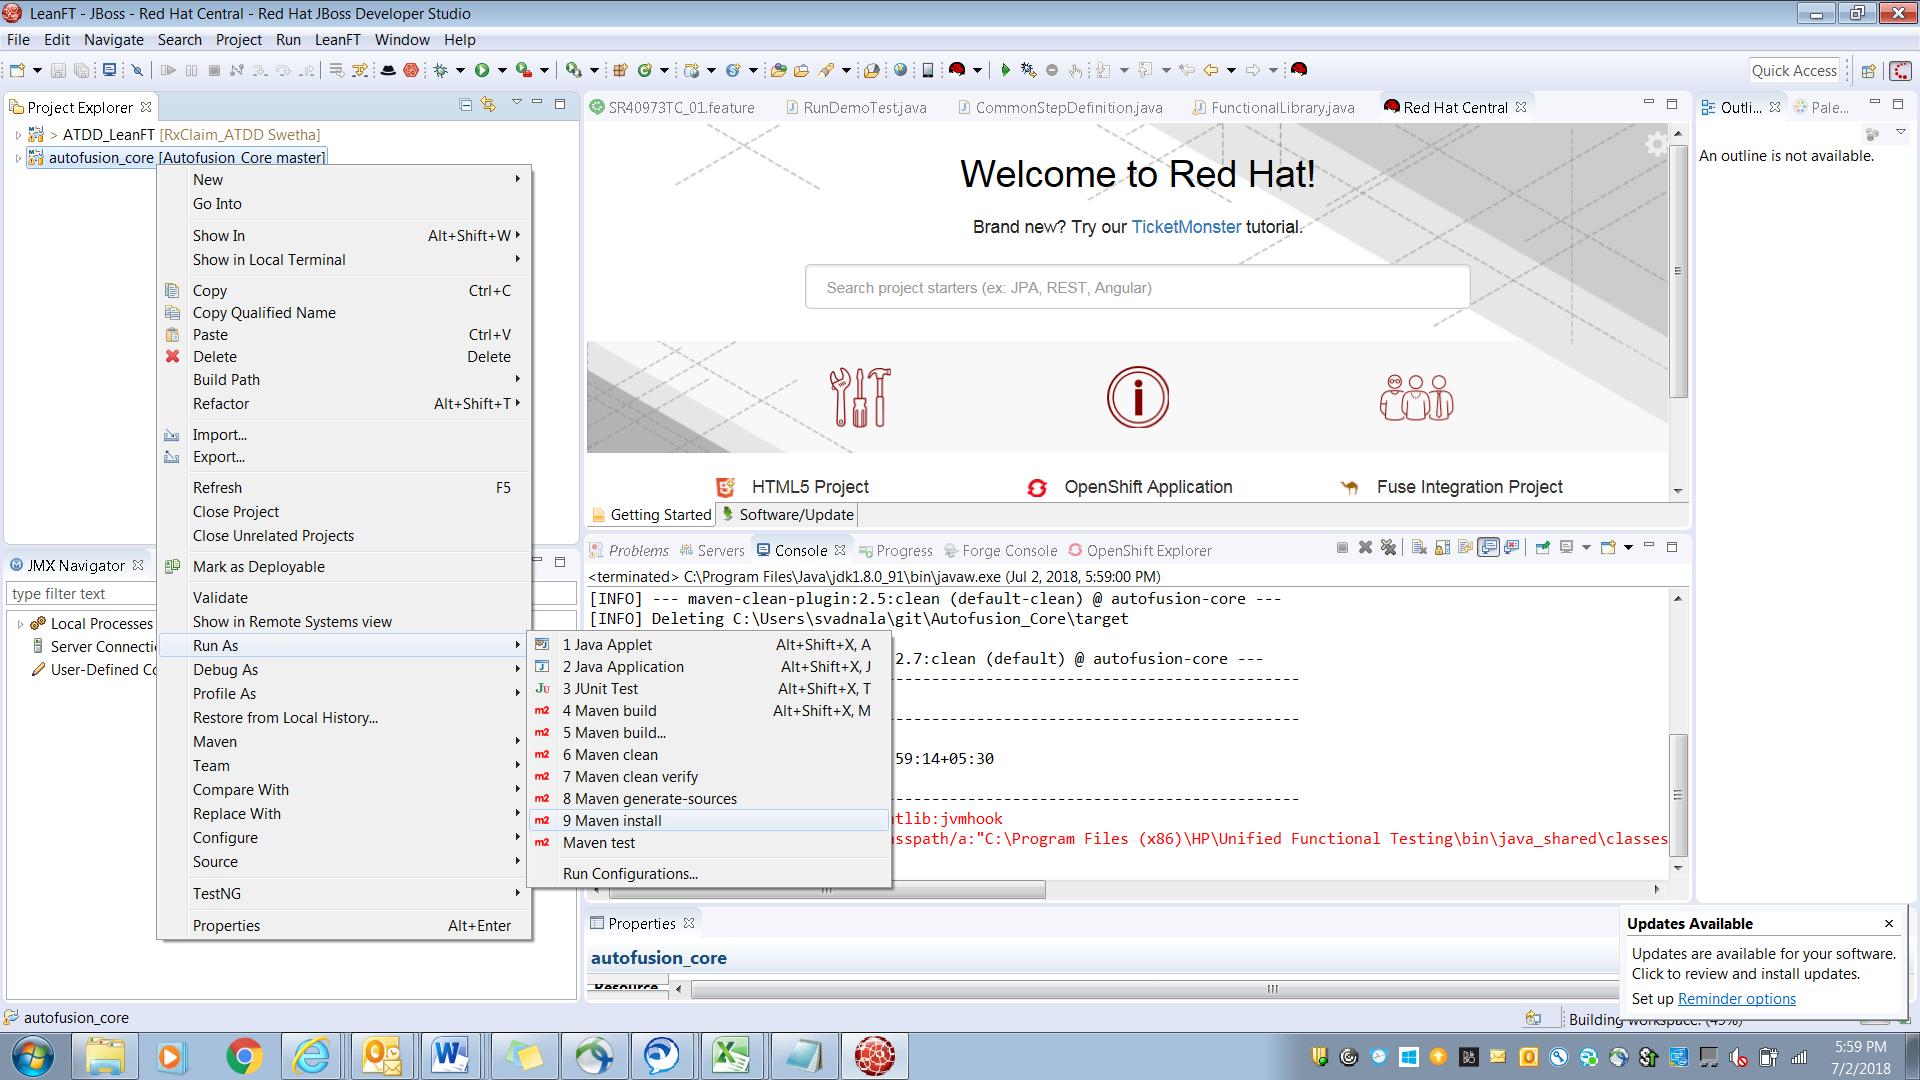 LeanFT - JBoss - Red Hat Central - Red Hat JBoss Developer Studio
File Edit Navigate Search Project Run LeanFT Window Help
Quick Access
Project Explorer
> ATDD_LeanFT [RxClaim_ATDD Swetha]
autofusion_core [Autofusion_Core master]
New
Go Into
Show In Alt+Shift+W
Show in Local Terminal
Copy Ctrl+C
Copy Qualified Name
Paste Ctrl+V
Delete Delete
Build Path
Refactor Alt+Shift+T
Import...
Export...
Refresh F5
Close Project
Close Unrelated Projects
Mark as Deployable
Validate
Show in Remote Systems view
Run As
Debug As
Profile As
Restore from Local History...
Maven
Team
Compare With
Replace With
Configure
Source
TestNG
Properties Alt+Enter
1 Java Applet Alt+Shift+X, A
2 Java Application Alt+Shift+X, J
3 JUnit Test Alt+Shift+X, T
4 Maven build Alt+Shift+X, M
5 Maven build...
6 Maven clean
7 Maven clean verify
8 Maven generate-sources
9 Maven install
Maven test
Run Configurations...
JMX Navigator
type filter text
Local Processes
Server Connecti
User-Defined Co
SR40973TC_01.feature RunDemoTest.java CommonStepDefinition.java FunctionalLibrary.java Red Hat Central
Welcome to Red Hat!
Brand new? Try our TicketMonster tutorial.
Search project starters (ex: JPA, REST, Angular)
HTML5 Project OpenShift Application Fuse Integration Project
Getting Started Software/Update
Outli... Pale...
An outline is not available.
Problems Servers Console Progress Forge Console OpenShift Explorer
<terminated> C:\Program Files\Java\jdk1.8.0_91\bin\javaw.exe (Jul 2, 2018, 5:59:00 PM)
[INFO] --- maven-clean-plugin:2.5:clean (default-clean) @ autofusion-core ---
[INFO] Deleting C:\Users\svadnala\git\Autofusion_Core\target
2.7:clean (default) @ autofusion-core ---
------------------------------------------
------------------------------------------
59:14+05:30
------------------------------------------
tlib:jvmhook
sspath/a:"C:\Program Files (x86)\HP\Unified Functional Testing\bin\java_shared\classes
Properties
autofusion_core
Resource
Updates Available
Updates are available for your software.
Click to review and install updates.
Set up Reminder options
autofusion_core
Building workspace: (45%)
5:59 PM
7/2/2018